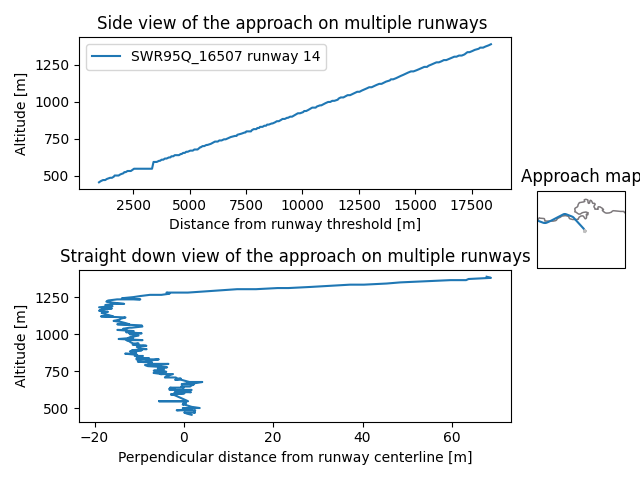 Side view of the approach on multiple runways
Altitude [m]
1250
1000
750
500
SWR95Q_16507 runway 14
2500 5000 7500 10000 12500 15000 17500
Distance from runway threshold [m]
Approach map
Straight down view of the approach on multiple runways
Altitude [m]
1250
1000
750
500
−20 0 20 40 60
Perpendicular distance from runway centerline [m]